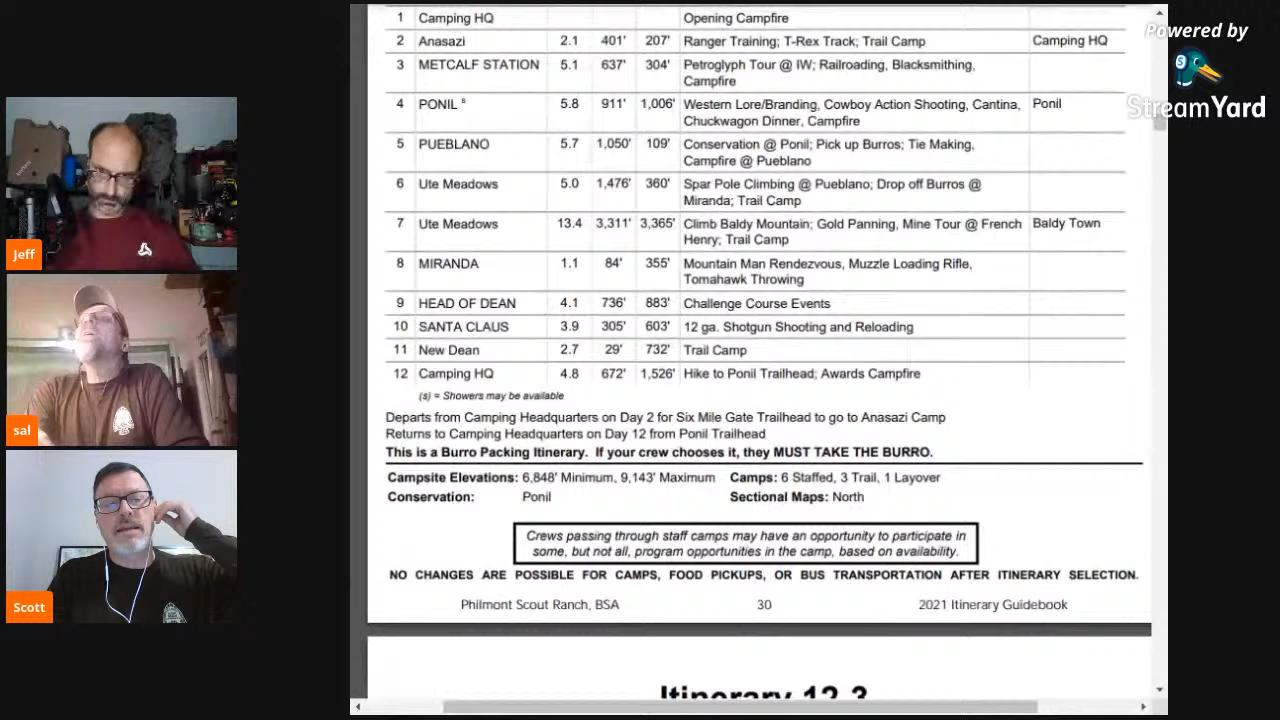 1 Camping HQ Opening Campfire
2 Anasazi 2.1 401' 207' Ranger Training; T-Rex Track; Trail Camp Camping HQ
3 METCALF STATION 5.1 637' 304' Petroglyph Tour @ IW; Railroading, Blacksmithing,
Campfire
4 PONIL s 5.8 911' 1,006' Western Lore/Branding, Cowboy Action Shooting, Cantina, Ponil
Chuckwagon Dinner, Campfire
5 PUEBLANO 5.7 1,050' 109' Conservation @ Ponil; Pick up Burros; Tie Making,
Campfire @ Pueblano
6 Ute Meadows 5.0 1,476' 360' Spar Pole Climbing @ Pueblano; Drop off Burros @
Miranda; Trail Camp
7 Ute Meadows 13.4 3,311' 3,365' Climb Baldy Mountain; Gold Panning, Mine Tour @ French Baldy Town
Henry; Trail Camp
8 MIRANDA 1.1 84' 355' Mountain Man Rendezvous, Muzzle Loading Rifle,
Tomahawk Throwing
9 HEAD OF DEAN 4.1 736' 883' Challenge Course Events
10 SANTA CLAUS 3.9 305' 603' 12 ga. Shotgun Shooting and Reloading
11 New Dean 2.7 29' 732' Trail Camp
12 Camping HQ 4.8 672' 1,526' Hike to Ponil Trailhead; Awards Campfire
(s) = Showers may be available
Departs from Camping Headquarters on Day 2 for Six Mile Gate Trailhead to go to Anasazi Camp
Returns to Camping Headquarters on Day 12 from Ponil Trailhead
This is a Burro Packing Itinerary. If your crew chooses it, they MUST TAKE THE BURRO.
Campsite Elevations: 6,848' Minimum, 9,143' Maximum Camps: 6 Staffed, 3 Trail, 1 Layover
Conservation: Ponil Sectional Maps: North
Crews passing through staff camps may have an opportunity to participate in
some, but not all, program opportunities in the camp, based on availability.
NO CHANGES ARE POSSIBLE FOR CAMPS, FOOD PICKUPS, OR BUS TRANSPORTATION AFTER ITINERARY SELECTION.
Philmont Scout Ranch, BSA 30 2021 Itinerary Guidebook
Itinerary 12-3
Jeff
sal
Scott
Powered by
StreamYard